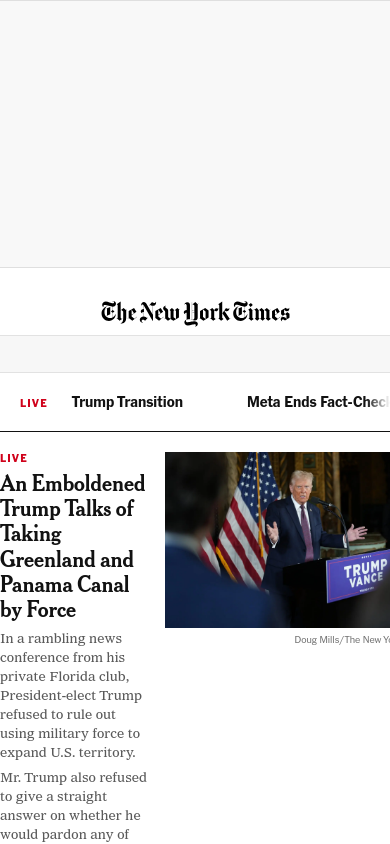 The New York Times
LIVE
Trump Transition
Meta Ends Fact-Chec
LIVE
An Emboldened
Trump Talks of
Taking
Greenland and
Panama Canal
by Force
TRUMP
VANCE
Doug Mills/The New Yo
In a rambling news
conference from his
private Florida club,
President-elect Trump
refused to rule out
using military force to
expand U.S. territory.
Mr. Trump also refused
to give a straight
answer on whether he
would pardon any of